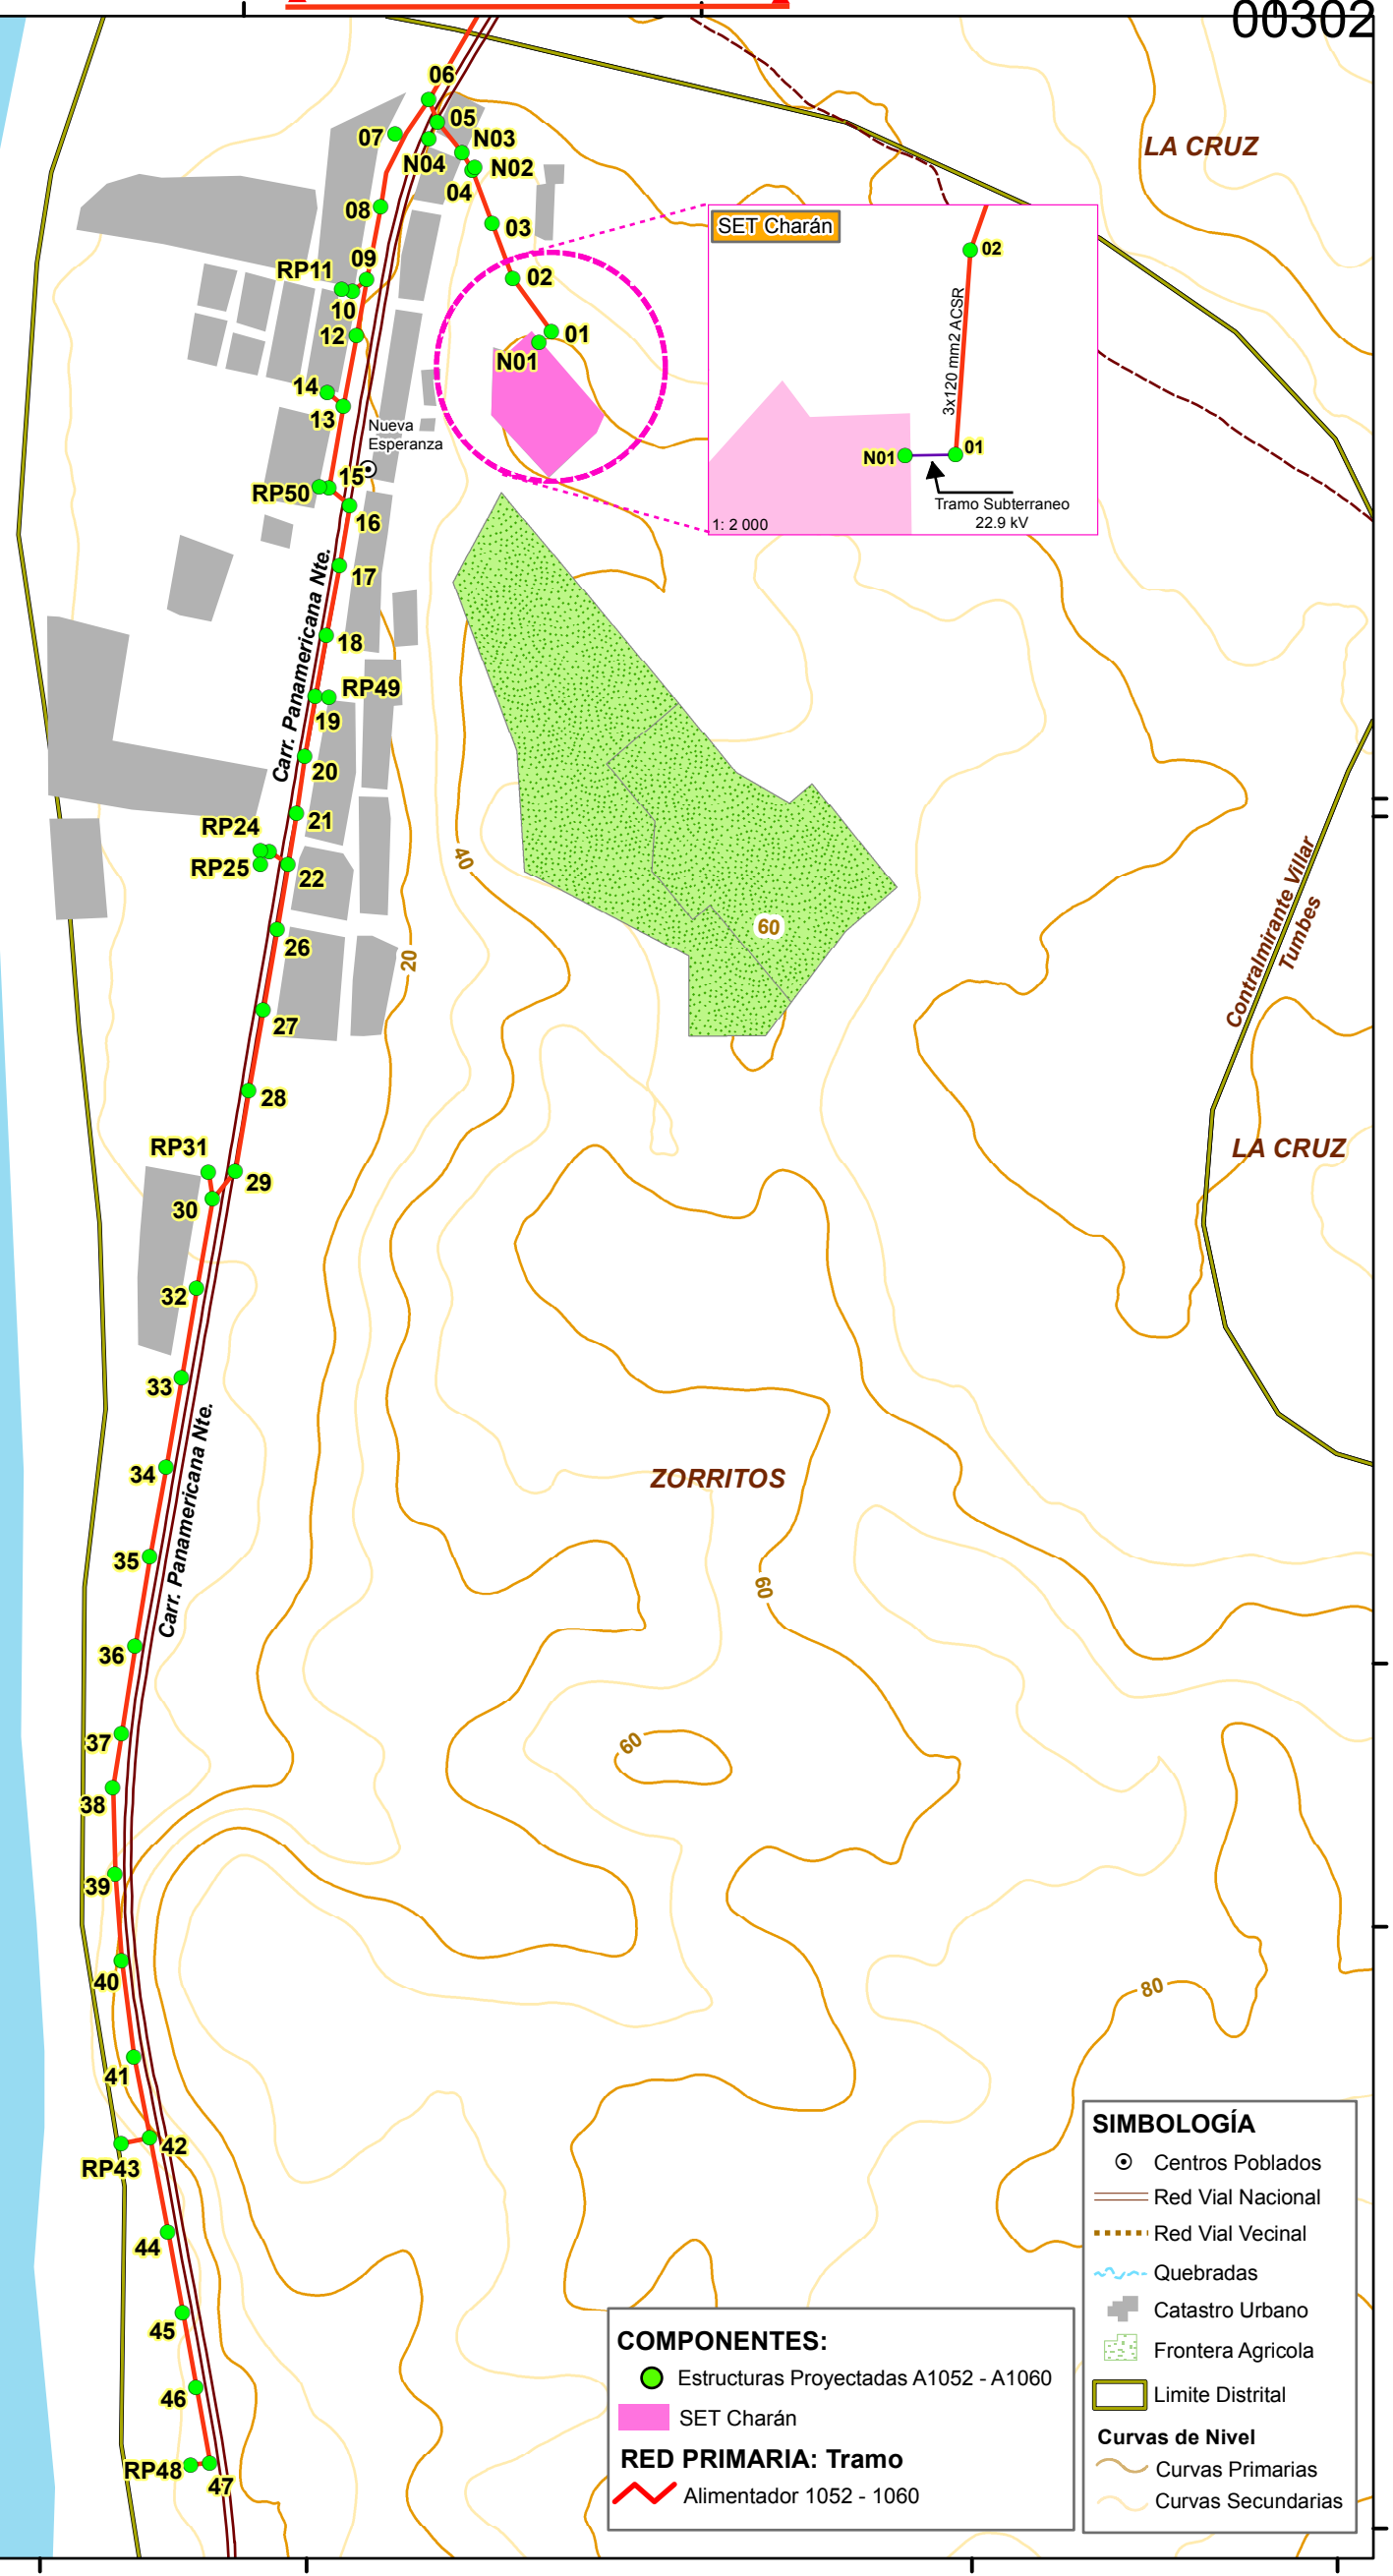 00302
06
05
07
N03
N04
N02
04
LA CRUZ
08
03
SET Charán
02
09
RP11
02
10
3x120 mm2 ACSR
12
01
N01
14
13
Nueva
Esperanza
01
N01
15
RP50
Tramo Subterraneo
22.9 kV
16
1: 2 000
17
Carr. Panamericana Nte.
18
RP49
19
20
21
RP24
RP25
22
40
60
26
20
Contralmirante Villar
Tumbes
27
28
RP31
LA CRUZ
29
30
32
33
Carr. Panamericana Nte.
34
ZORRITOS
35
60
36
37
60
38
39
40
80
41
42
RP43
44
45
46
RP48
47
SIMBOLOGÍA
Centros Poblados
Red Vial Nacional
Red Vial Vecinal
Quebradas
Catastro Urbano
Frontera Agricola
Limite Distrital
Curvas de Nivel
Curvas Primarias
Curvas Secundarias
COMPONENTES:
Estructuras Proyectadas A1052 - A1060
SET Charán
RED PRIMARIA: Tramo
Alimentador 1052 - 1060